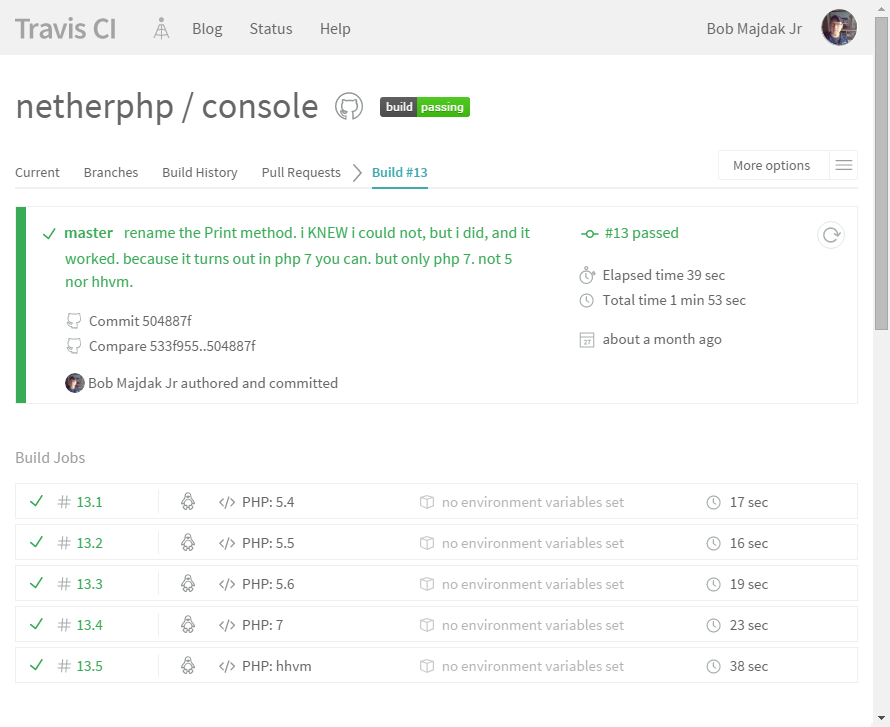 Travis CI Blog Status Help Bob Majdak Jr
netherphp / console build passing
Current Branches Build History Pull Requests Build #13 More options
master rename the Print method. i KNEW i could not, but i did, and it
worked. because it turns out in php 7 you can. but only php 7. not 5
nor hhvm.
Commit 504887f
Compare 533f955..504887f
Bob Majdak Jr authored and committed
#13 passed
Elapsed time 39 sec
Total time 1 min 53 sec
27 about a month ago
Build Jobs
# 13.1 </> PHP: 5.4 no environment variables set 17 sec
# 13.2 </> PHP: 5.5 no environment variables set 16 sec
# 13.3 </> PHP: 5.6 no environment variables set 19 sec
# 13.4 </> PHP: 7 no environment variables set 23 sec
# 13.5 </> PHP: hhvm no environment variables set 38 sec